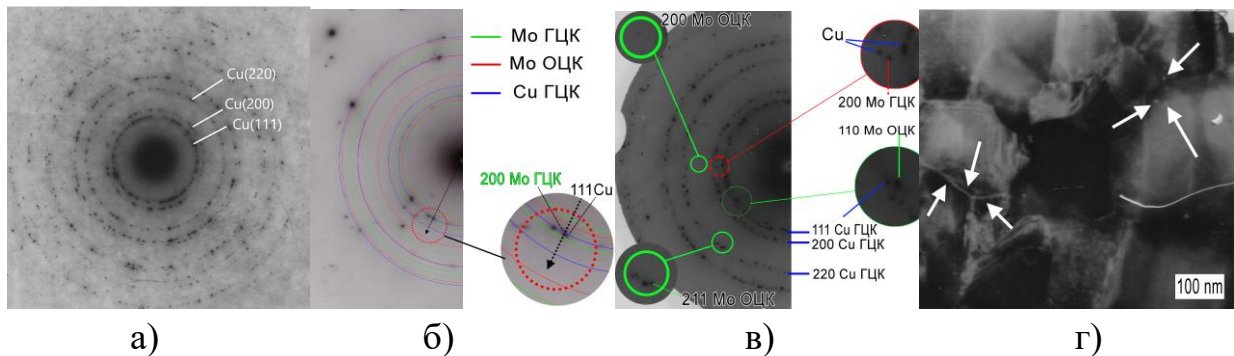 Cu(220)
Cu(200)
Cu(111)
Mo ГЦК
Mo ОЦК
Cu ГЦК
200 Mo ГЦК
111Cu
200 Mo ОЦК
Cu
200 Mo ГЦК
110 Mo ОЦК
111 Cu ГЦК
200 Cu ГЦК
220 Cu ГЦК
211 Mo ОЦК
100 nm
а)
б)
в)
г)